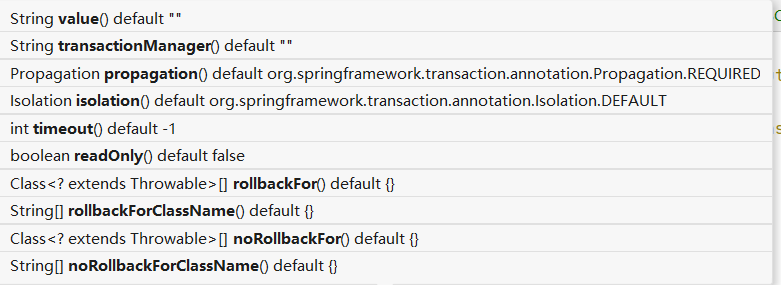 String value() default ""
String transactionManager() default ""
Propagation propagation() default org.springframework.transaction.annotation.Propagation.REQUIRED
Isolation isolation() default org.springframework.transaction.annotation.Isolation.DEFAULT
int timeout() default -1
boolean readOnly() default false
Class<? extends Throwable>[] rollbackFor() default {}
String[] rollbackForClassName() default {}
Class<? extends Throwable>[] noRollbackFor() default {}
String[] noRollbackForClassName() default {}